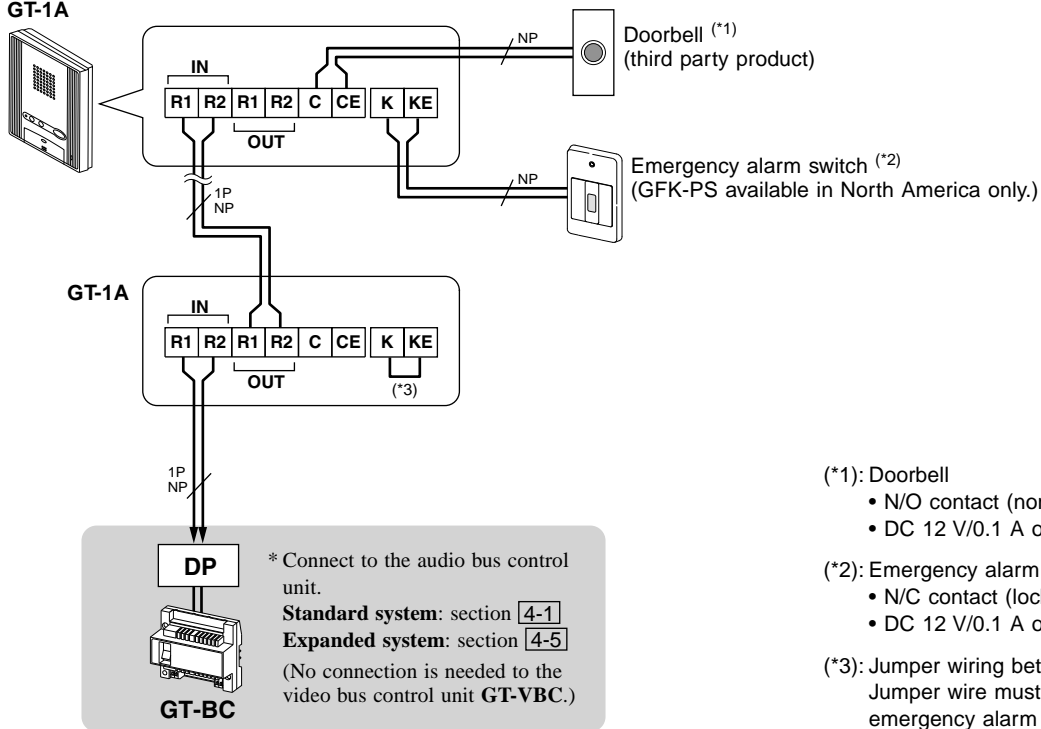 GT-1A
NP
Doorbell (*1)
(third party product)
IN
R1 R2 R1 R2 C CE K KE
OUT
NP
Emergency alarm switch (*2)
(GFK-PS available in North America only.)
1P
NP
GT-1A
IN
R1 R2 R1 R2 C CE K KE
OUT
(*3)
1P
NP
DP
GT-BC
* Connect to the audio bus control
unit.
Standard system: section 4-1
Expanded system: section 4-5
(No connection is needed to the
video bus control unit GT-VBC.)
(*1): Doorbell
• N/O contact (nor
• DC 12 V/0.1 A o
(*2): Emergency alarm
• N/C contact (loc
• DC 12 V/0.1 A o
(*3): Jumper wiring bet
Jumper wire must
emergency alarm